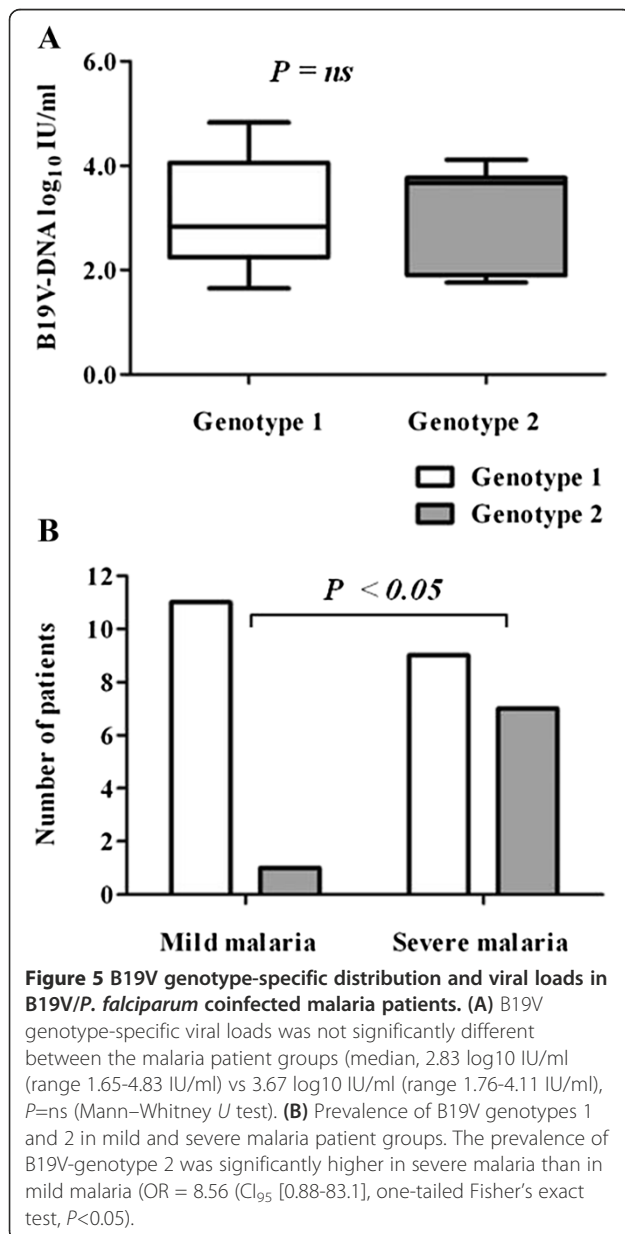 A
P = ns
B19V-DNA log₁₀ IU/ml
6.0
4.0
2.0
0.0
Genotype 1 Genotype 2
Genotype 1
Genotype 2
B
P < 0.05
Number of patients
12
10
8
6
4
2
0
Mild malaria Severe malaria
Figure 5 B19V genotype-specific distribution and viral loads in
B19V/P. falciparum coinfected malaria patients. (A) B19V
genotype-specific viral loads was not significantly different
between the malaria patient groups (median, 2.83 log10 IU/ml
(range 1.65-4.83 IU/ml) vs 3.67 log10 IU/ml (range 1.76-4.11 IU/ml),
P=ns (Mann–Whitney U test). (B) Prevalence of B19V genotypes 1
and 2 in mild and severe malaria patient groups. The prevalence of
B19V-genotype 2 was significantly higher in severe malaria than in
mild malaria (OR = 8.56 (CI₉₅ [0.88-83.1], one-tailed Fisher's exact
test, P<0.05).